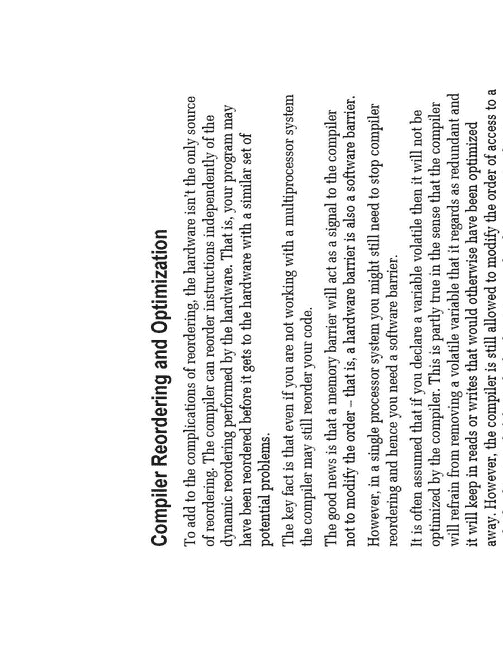 Compiler Reordering and Optimization
To add to the complications of reordering, the hardware isn't the only source
of reordering. The compiler can reorder instructions independently of the
dynamic reordering performed by the hardware. That is, your program may
have been reordered before it gets to the hardware with a similar set of
potential problems.
The key fact is that even if you are not working with a multiprocessor system
the compiler may still reorder your code.
The good news is that a memory barrier will act as a signal to the compiler
not to modify the order – that is, a hardware barrier is also a software barrier.
However, in a single processor system you might still need to stop compiler
reordering and hence you need a software barrier.
It is often assumed that if you declare a variable volatile then it will not be
optimized by the compiler. This is partly true in the sense that the compiler
will refrain from removing a volatile variable that it regards as redundant and
it will keep in reads or writes that would otherwise have been optimized
away. However, the compiler is still allowed to modify the order of access to a